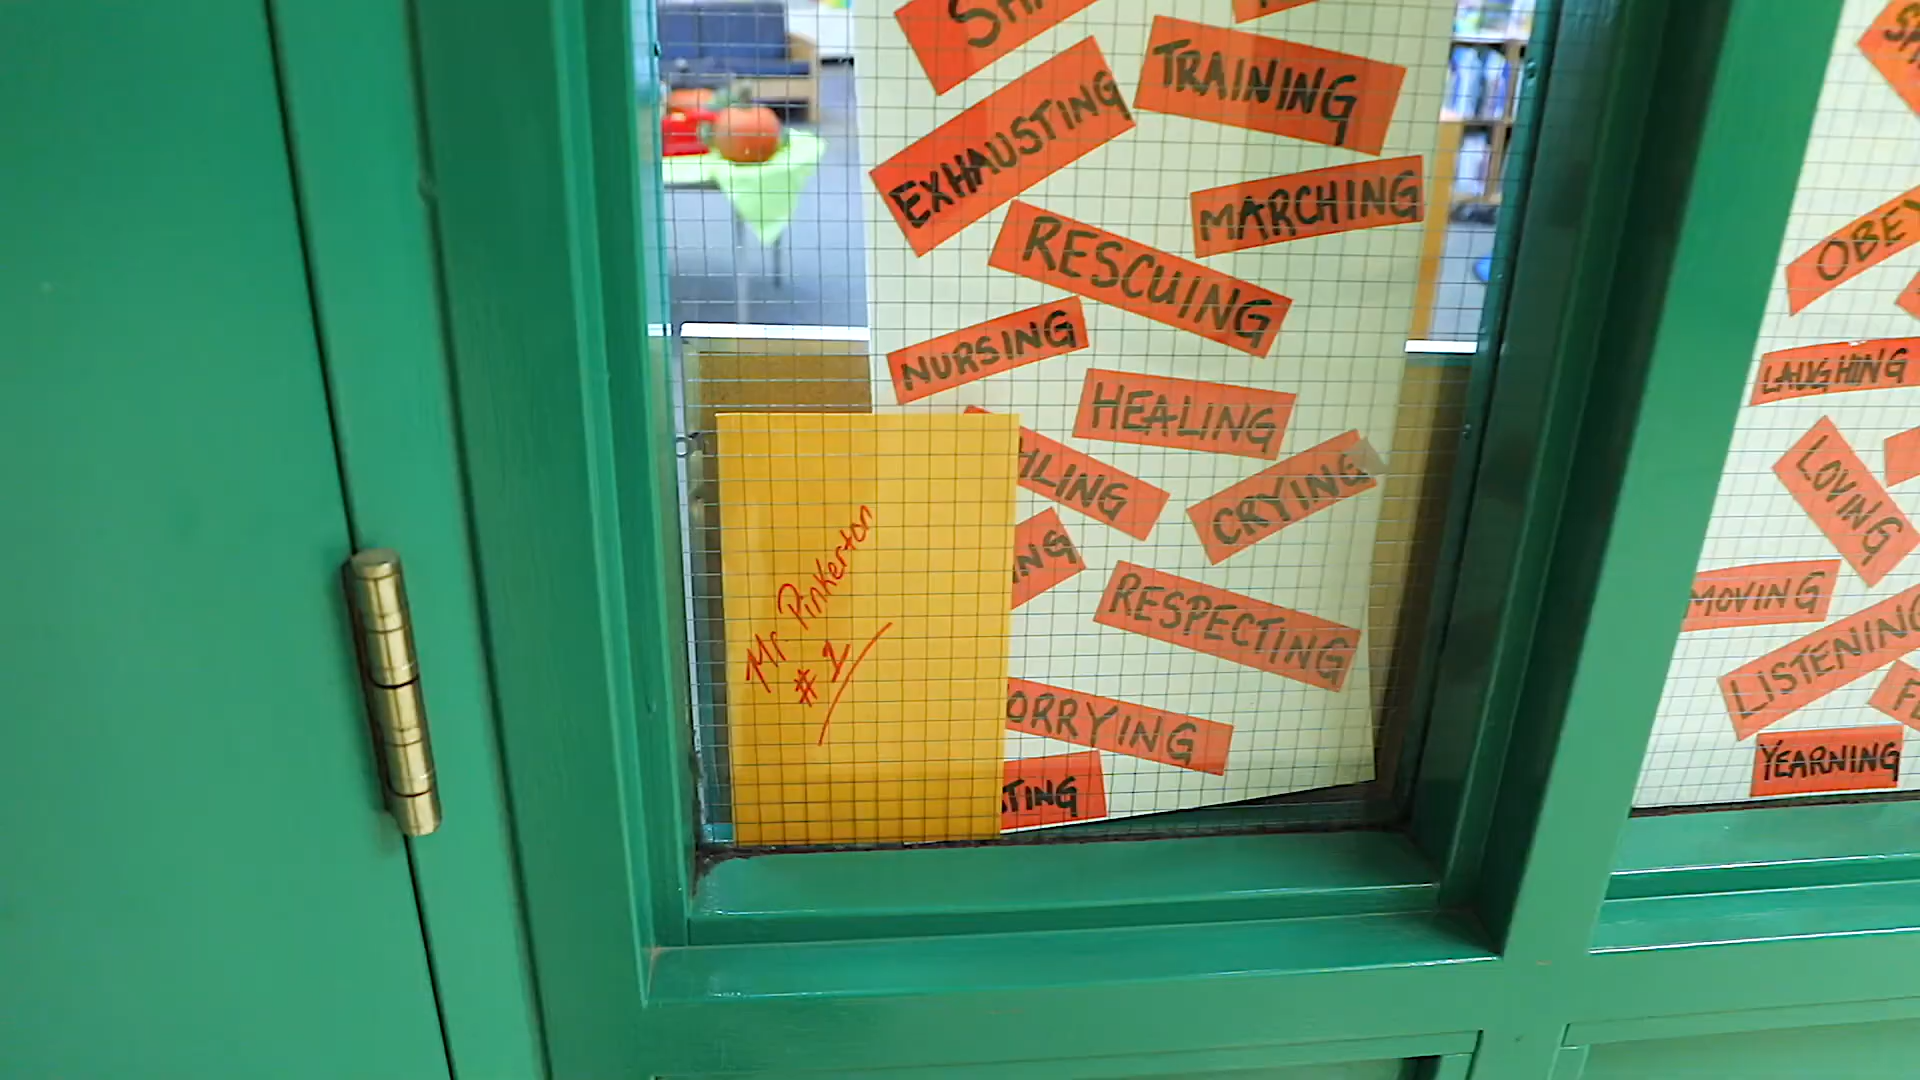 TRAINING
EXHAUSTING
MARCHING
RESCUING
NURSING
HEALING
CRYING
RESPECTING
Mr. Pinkerton
# 1
LAUGHING
LOVING
MOVING
LISTENING
YEARNING